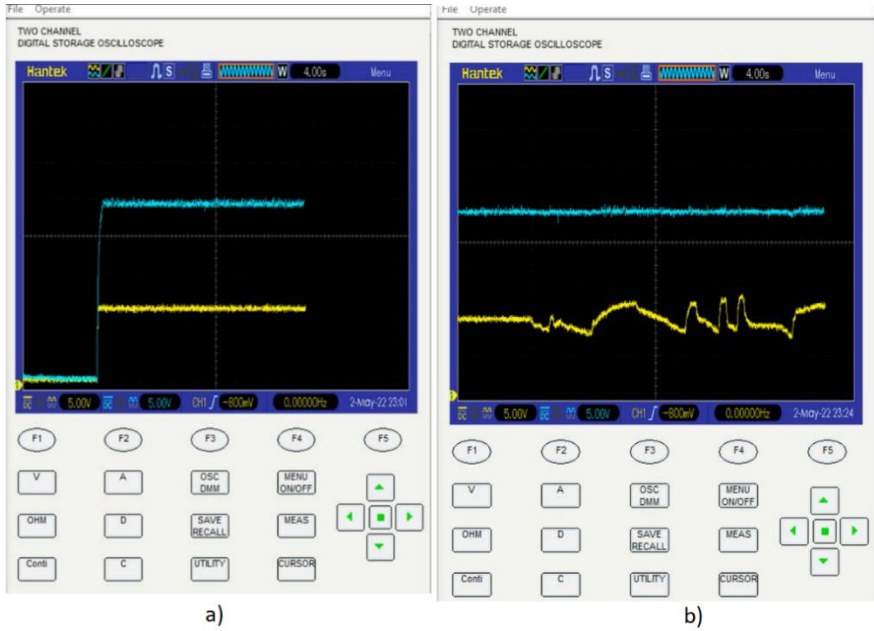 File Operate
TWO CHANNEL
DIGITAL STORAGE OSCILLOSCOPE
Hantek S W 4.00s Menu
DC 5.00V DC 5.00V CH1 -800mV 0.00000Hz 2-May-22 23:01
F1 F2 F3 F4 F5
V A OSC DMM MENU ON/OFF
OHM D SAVE RECALL MEAS
Conti C UTILITY CURSOR
a)
File Operate
TWO CHANNEL
DIGITAL STORAGE OSCILLOSCOPE
Hantek S W 4.00s Menu
DC 5.00V DC 5.00V CH1 -800mV 0.00000Hz 2-May-22 23:24
F1 F2 F3 F4 F5
V A OSC DMM MENU ON/OFF
OHM D SAVE RECALL MEAS
Conti C UTILITY CURSOR
b)